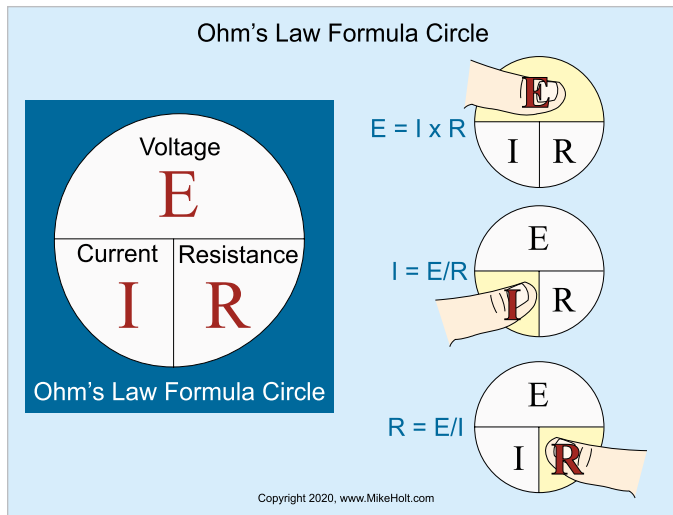 Ohm’s Law Formula Circle
Voltage
E
Current
Resistance
I
R
Ohm’s Law Formula Circle
E = I x R
E
I
R
I = E/R
E
I
R
R = E/I
E
I
R
Copyright 2020, www.MikeHolt.com